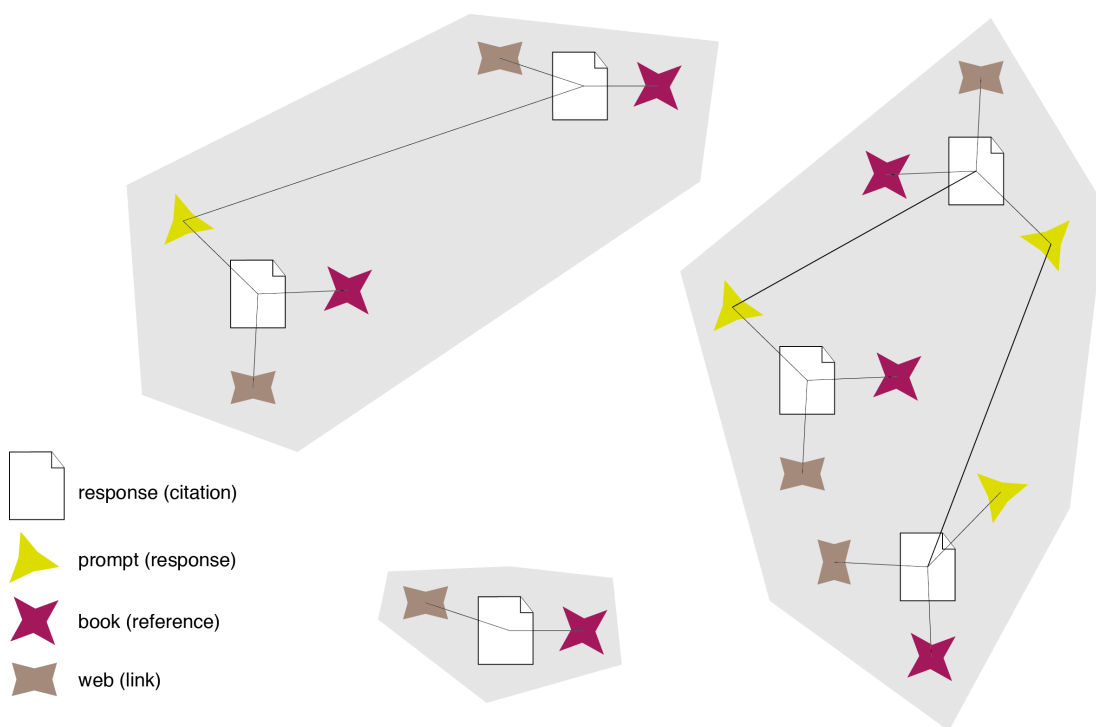 response (citation)
prompt (response)
book (reference)
web (link)